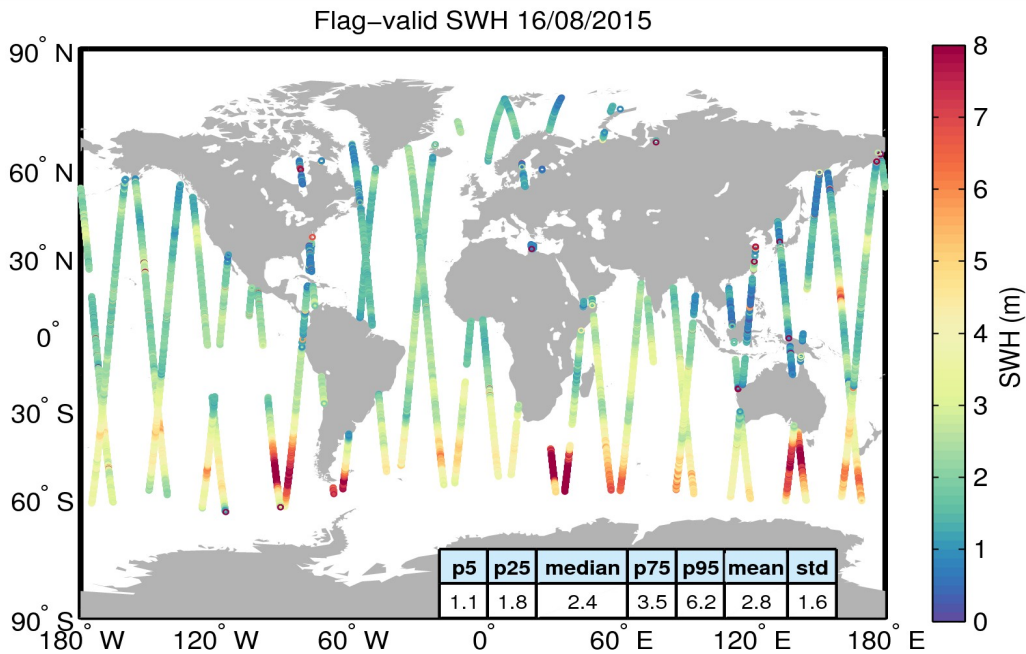 Flag−valid SWH 16/08/2015
90° N
60° N
30° N
0°
30° S
60° S
90° S
180° W
120° W
60° W
0°
60° E
120° E
180° E
p5 p25 median p75 p95 mean std
1.1 1.8 2.4 3.5 6.2 2.8 1.6
8
7
6
5
4
3
2
1
0
SWH (m)